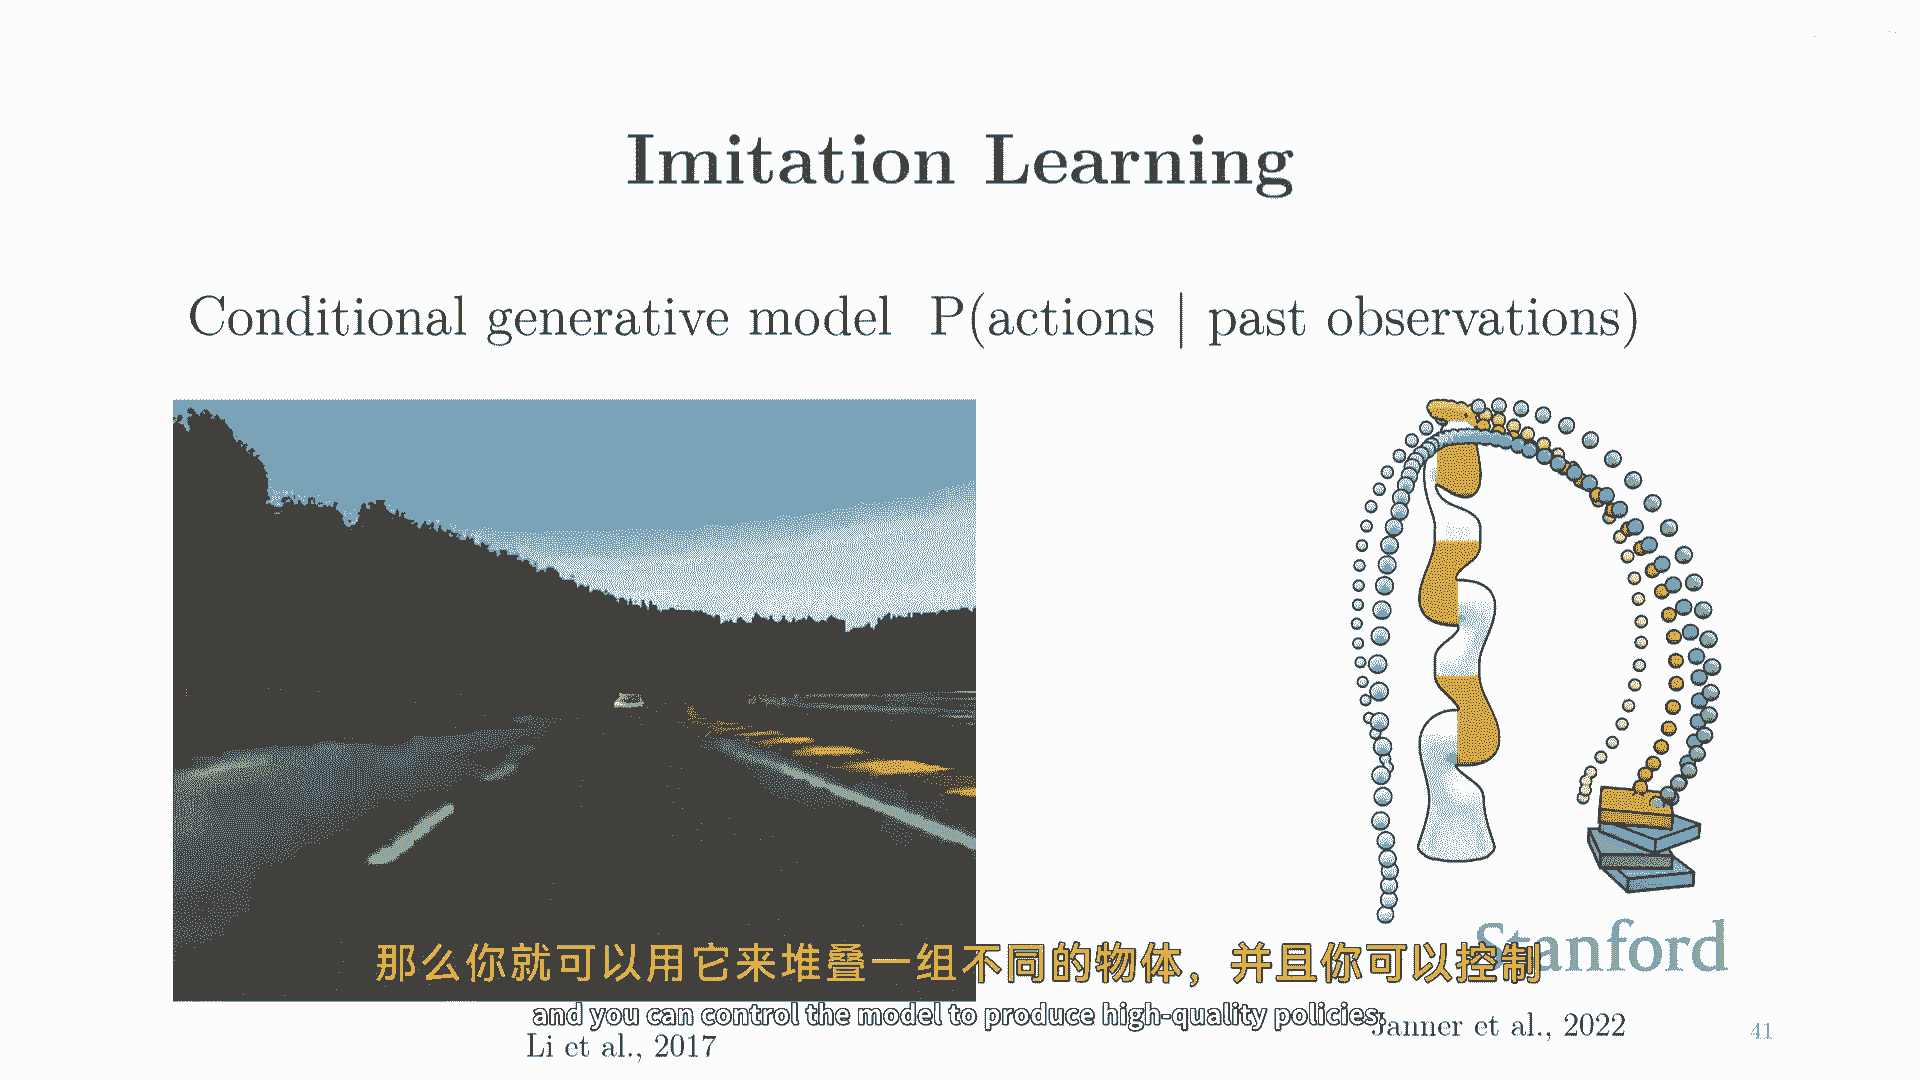 Imitation Learning
Conditional generative model P(actions | past observations)
Stanford
那么你就可以用它来堆叠一组不同的物体，并且你可以控制
and you can control the model to produce high-quality policies.
Janner et al., 2022
41
Li et al., 2017